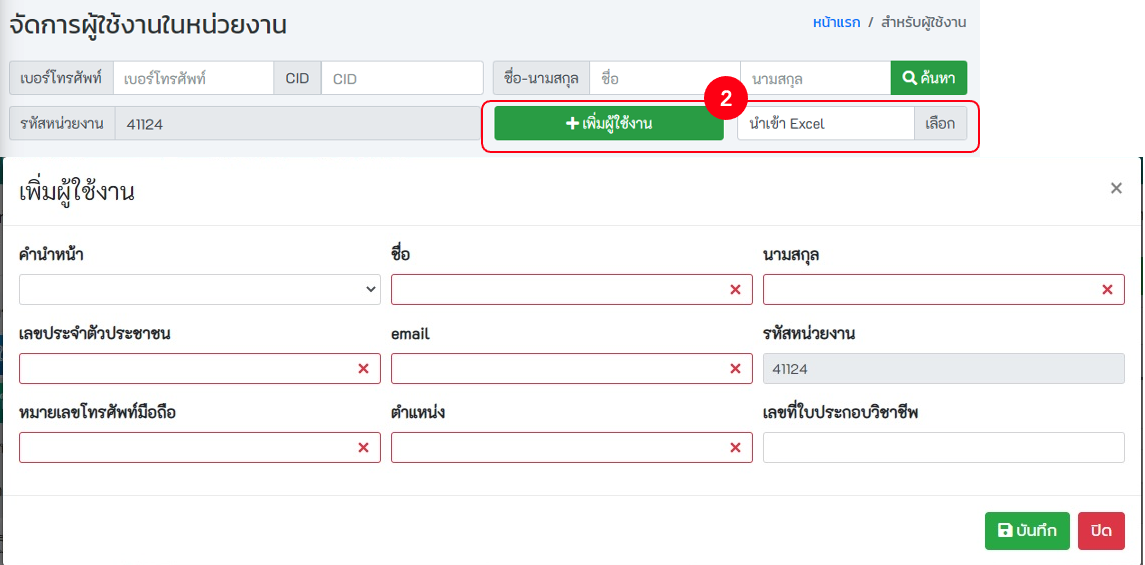 จัดการผู้ใช้งานในหน่วยงาน
หน้าแรก / สำหรับผู้ใช้งาน
เบอร์โทรศัพท์ เบอร์โทรศัพท์ CID CID ชื่อ-นามสกุล ชื่อ นามสกุล ค้นหา
2
รหัสหน่วยงาน 41124 เพิ่มผู้ใช้งาน นำเข้า Excel เลือก
เพิ่มผู้ใช้งาน ×
คำนำหน้า ชื่อ นามสกุล
เลขประจำตัวประชาชน email รหัสหน่วยงาน
41124
หมายเลขโทรศัพท์มือถือ ตำแหน่ง เลขที่ใบประกอบวิชาชีพ
บันทึก ปิด